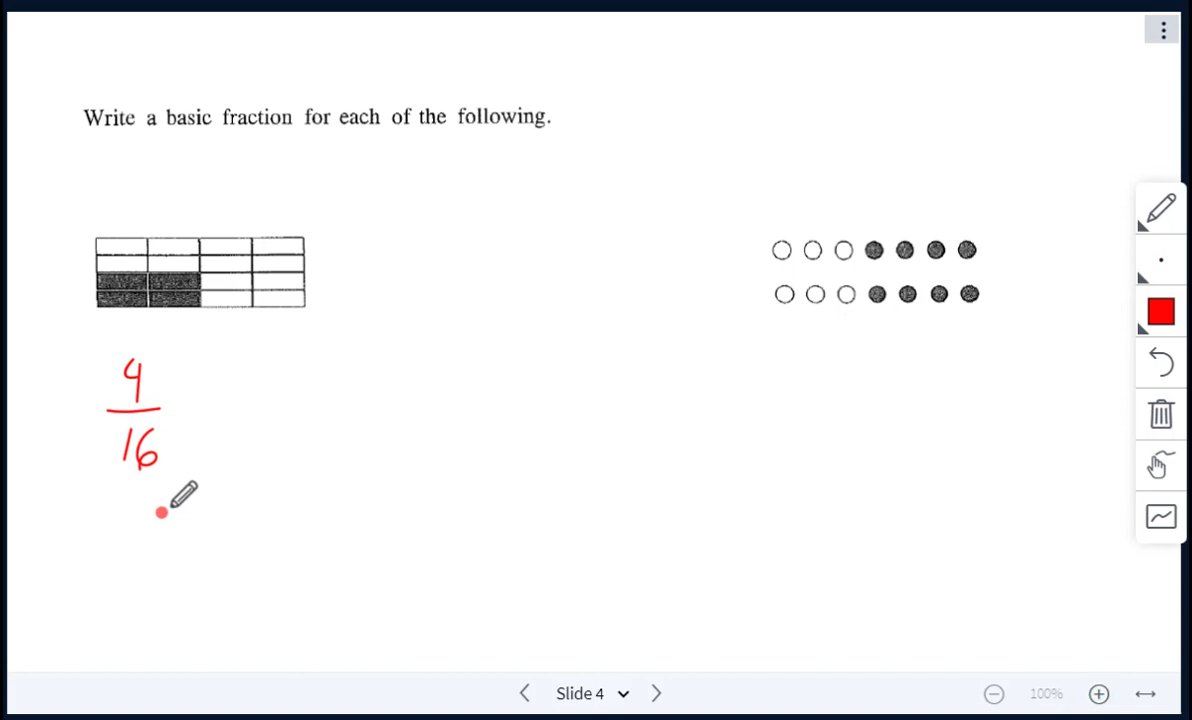 Write a basic fraction for each of the following.
4
16
Slide 4
100%